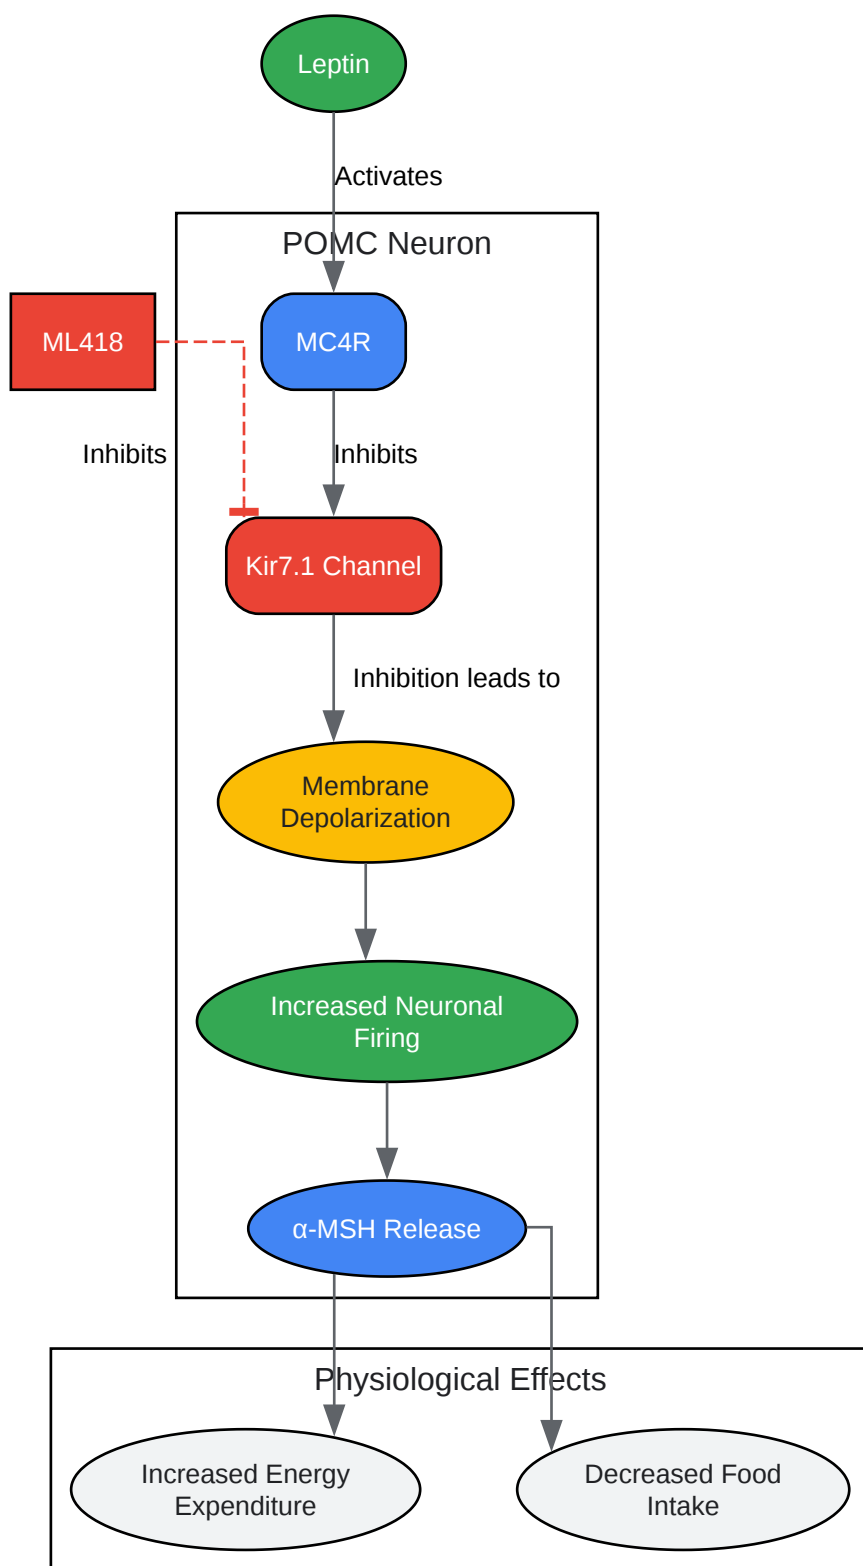 Leptin
Activates
POMC Neuron
ML418
MC4R
Inhibits
Inhibits
Kir7.1 Channel
Inhibition leads to
Membrane
Depolarization
Increased Neuronal
Firing
α-MSH Release
Physiological Effects
Increased Energy
Expenditure
Decreased Food
Intake